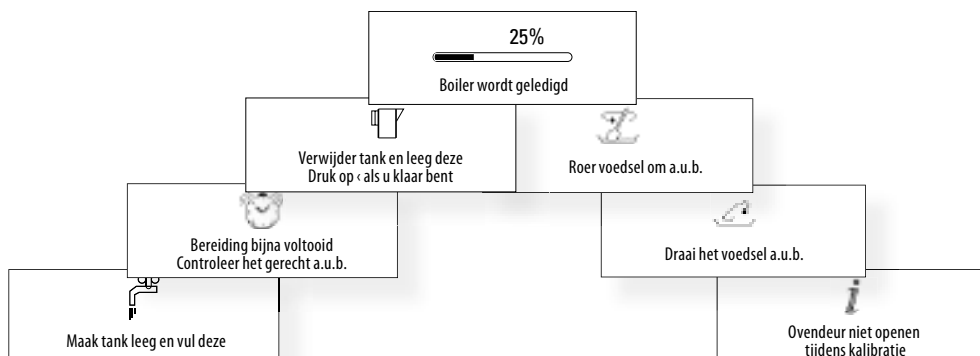 25%
Boiler wordt geledigd
Verwijder tank en leeg deze
Druk op ‹ als u klaar bent
Roer voedsel om a.u.b.
Bereiding bijna voltooid
Controleer het gerecht a.u.b.
Draai het voedsel a.u.b.
Maak tank leeg en vul deze
i
Ovendeur niet openen
tijdens kalibratie